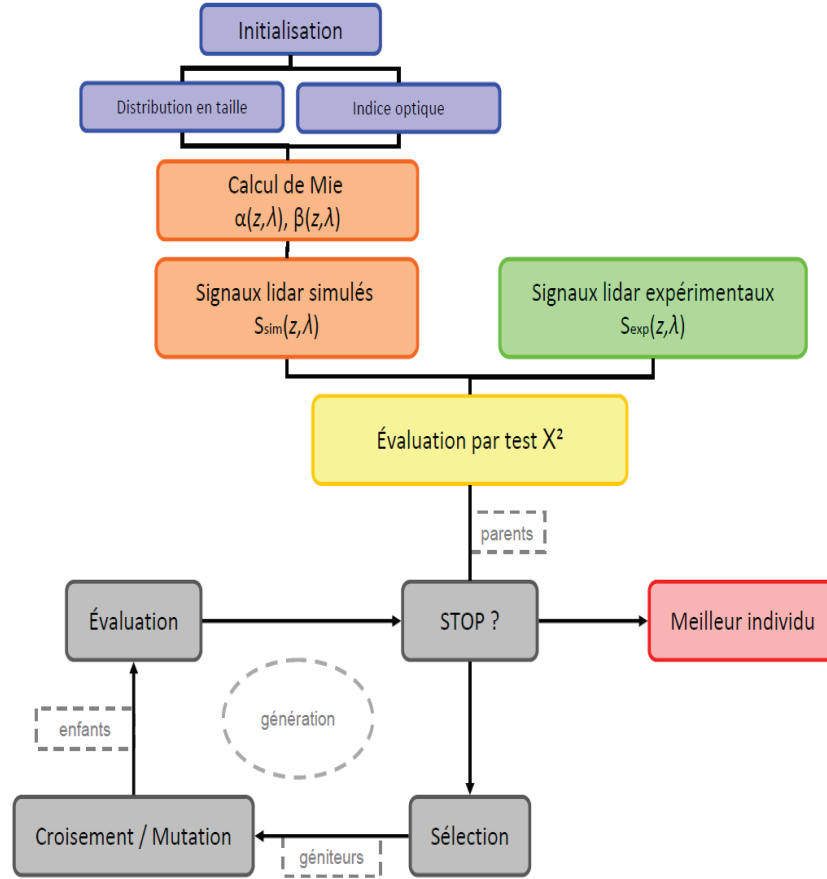 Initialisation
Distribution en taille
Indice optique
Calcul de Mie
α(z,λ), β(z,λ)
Signaux lidar simulés
Ssim(z,λ)
Signaux lidar expérimentaux
Sexp(z,λ)
Évaluation par test X²
parents
Évaluation
STOP ?
Meilleur individu
génération
enfants
Croisement / Mutation
géniteurs
Sélection